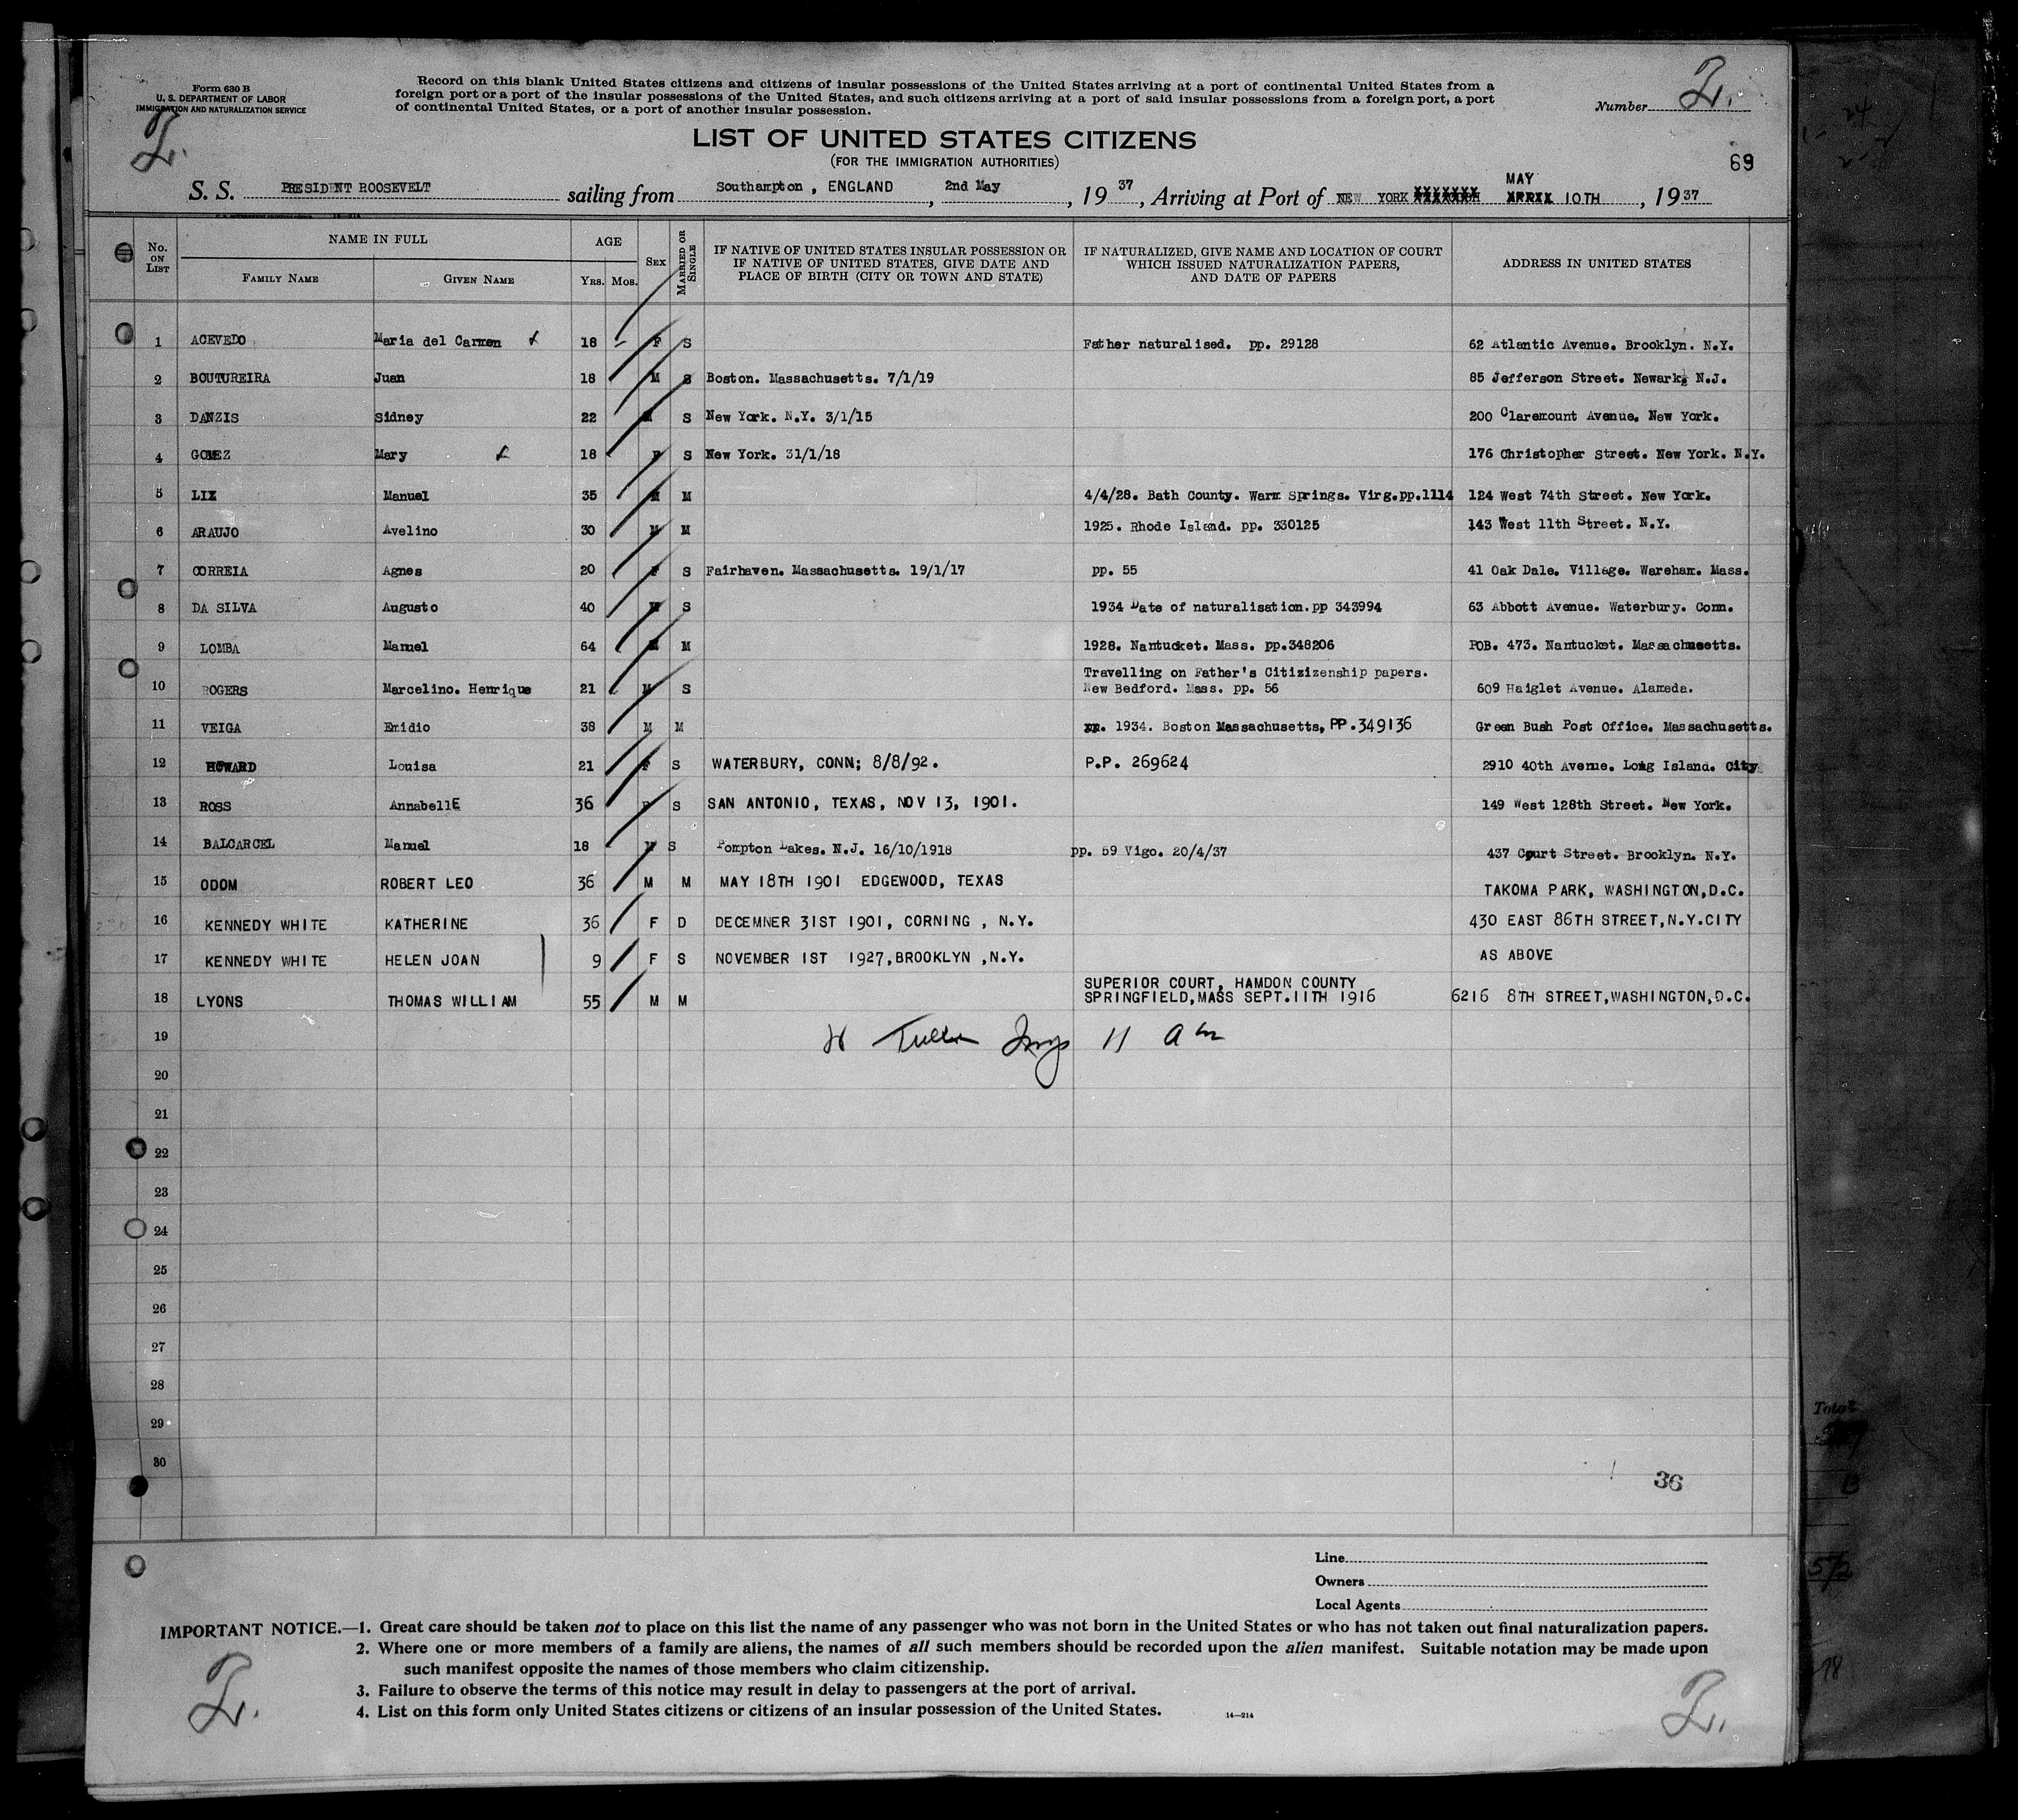 Form 630 B
U. S. DEPARTMENT OF LABOR
IMMIGRATION AND NATURALIZATION SERVICE
Record on this blank United States citizens and citizens of insular possessions of the United States arriving at a port of continental United States from a
foreign port or a port of the insular possessions of the United States, and such citizens arriving at a port of said insular possessions from a foreign port, a port
of continental United States, or a port of another insular possession.
Number 2.
2.
LIST OF UNITED STATES CITIZENS
(FOR THE IMMIGRATION AUTHORITIES)
69
S. S. PRESIDENT ROOSEVELT sailing from Southampton , ENGLAND , 2nd May , 19 37 , Arriving at Port of NEW YORK MAY 10TH , 19 37
No. ON LIST NAME IN FULL AGE SEX MARRIED OR SINGLE IF NATIVE OF UNITED STATES INSULAR POSSESSION OR IF NATIVE OF UNITED STATES, GIVE DATE AND PLACE OF BIRTH (CITY OR TOWN AND STATE) IF NATURALIZED, GIVE NAME AND LOCATION OF COURT WHICH ISSUED NATURALIZATION PAPERS, AND DATE OF PAPERS ADDRESS IN UNITED STATES
FAMILY NAME GIVEN NAME YRS. MOS.
1 ACEVEDO Maria del Carmen 18 F S Father naturalised. pp. 29128 62 Atlantic Avenue. Brooklyn. N.Y.
2 BOUTUREIRA Juan 18 M S Boston. Massachusetts. 7/1/19 85 Jefferson Street. Newark. N.J.
3 DANZIS Sidney 22 M S New York. N.Y. 3/1/15 200 Claremount Avenue. New York.
4 GOMEZ Mary 18 F S New York. 31/1/18 176 Christopher Street. New York. N.Y.
5 LIX Manuel 35 M M 4/4/28. Bath County. Warm Springs. Virg.pp.1114 124 West 74th Street. New York.
6 ARAUJO Avelino 30 M M 1925. Rhode Island. pp. 330125 143 West 11th Street. N.Y.
7 CORREIA Agnes 20 F S Fairhaven. Massachusetts. 19/1/17 pp. 55 41 Oak Dale. Village. Wareham. Mass.
8 DA SILVA Augusto 40 M S 1934 Date of naturalisation.pp 343994 63 Abbott Avenue. Waterbury. Conn.
9 LOMBA Manuel 64 M M 1928. Nantucket. Mass. pp.348206 POB. 473. Nantucket. Massachusetts.
10 ROGERS Marcelino. Henrique 21 M S Travelling on Father's Citizizenship papers. New Bedford. Mass. pp. 56 609 Haiglet Avenue. Alameda.
11 VEIGA Emidio 38 M M pp. 1934. Boston Massachusetts, PP.349136 Green Bush Post Office. Massachusetts.
12 HOWARD Louisa 21 F S WATERBURY, CONN; 8/8/92. P.P. 269624 2910 40th Avenue. Long Island. City
13 ROSS AnnabellE 36 F S SAN ANTONIO, TEXAS, NOV 13, 1901. 149 West 128th Street. New York.
14 BALCARCEL Manuel 18 M S Pompton Lakes. N.J. 16/10/1918 pp. 59 Vigo. 20/4/37 437 Court Street. Brooklyn. N.Y.
15 ODOM ROBERT LEO 36 M M MAY 18TH 1901 EDGEWOOD, TEXAS TAKOMA PARK, WASHINGTON,D.C.
16 KENNEDY WHITE KATHERINE 36 F D DECEMNER 31ST 1901, CORNING , N.Y. 430 EAST 86TH STREET,N.Y.CITY
17 KENNEDY WHITE HELEN JOAN 9 F S NOVEMBER 1ST 1927,BROOKLYN ,N.Y. AS ABOVE
18 LYONS THOMAS WILLIAM 55 M M SUPERIOR COURT, HAMDON COUNTY SPRINGFIELD,MASS SEPT.11TH 1916 6216 8TH STREET,WASHINGTON,D.C.
19 11 am
20
21
22
23
24
25
26
27
28
29
30
36
Line
Owners
Local Agents
IMPORTANT NOTICE.—1. Great care should be taken not to place on this list the name of any passenger who was not born in the United States or who has not taken out final naturalization papers.
2. Where one or more members of a family are aliens, the names of all such members should be recorded upon the alien manifest. Suitable notation may be made upon
such manifest opposite the names of those members who claim citizenship.
3. Failure to observe the terms of this notice may result in delay to passengers at the port of arrival.
4. List on this form only United States citizens or citizens of an insular possession of the United States.
14—214
2.
2.
Total
572